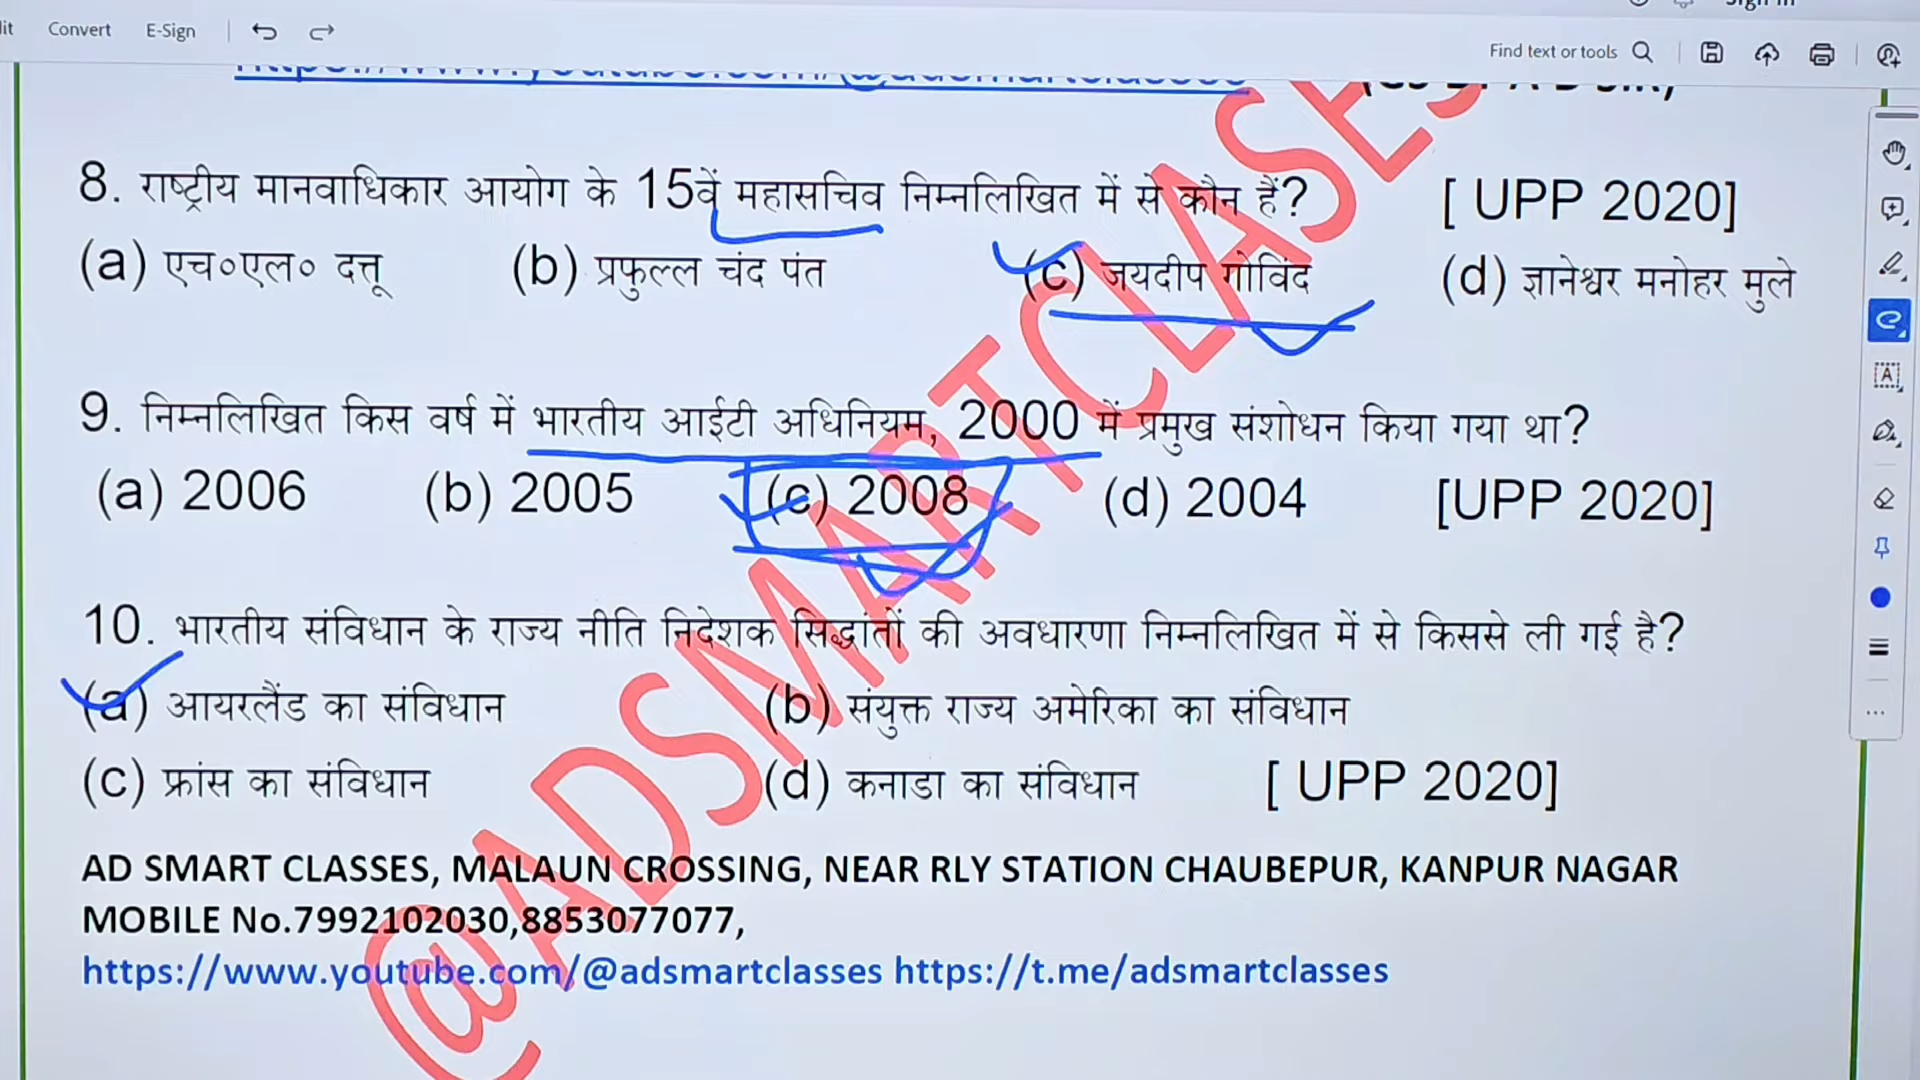 Convert E-Sign
Find text or tools
8. राष्ट्रीय मानवाधिकार आयोग के 15वें महासचिव निम्नलिखित में से कौन हैं? [ UPP 2020]
(a) एच०एल० दत्तू (b) प्रफुल्ल चंद पंत (c) जयदीप गोविंद (d) ज्ञानेश्वर मनोहर मुले
9. निम्नलिखित किस वर्ष में भारतीय आईटी अधिनियम, 2000 में प्रमुख संशोधन किया गया था?
(a) 2006 (b) 2005 (c) 2008 (d) 2004 [UPP 2020]
10. भारतीय संविधान के राज्य नीति निदेशक सिद्धांतों की अवधारणा निम्नलिखित में से किससे ली गई है?
(a) आयरलैंड का संविधान (b) संयुक्त राज्य अमेरिका का संविधान
(c) फ्रांस का संविधान (d) कनाडा का संविधान [ UPP 2020]
AD SMART CLASSES, MALAUN CROSSING, NEAR RLY STATION CHAUBEPUR, KANPUR NAGAR
MOBILE No.7992102030,8853077077,
https://www.youtube.com/@adsmartclasses https://t.me/adsmartclasses
@ADSMARTCLASES